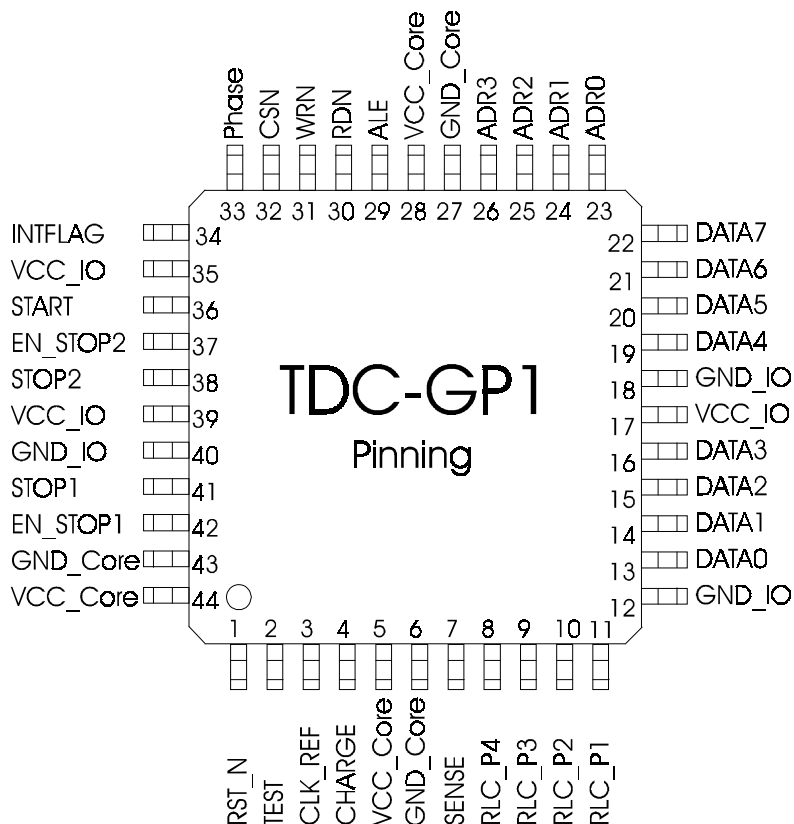 Phase
CSN
WRN
RDN
ALE
VCC_Core
GND_Core
ADR3
ADR2
ADR1
ADR0
33 32 31 30 29 28 27 26 25 24 23
INTFLAG 34
VCC_IO 35
START 36
EN_STOP2 37
STOP2 38
VCC_IO 39
GND_IO 40
STOP1 41
EN_STOP1 42
GND_Core 43
VCC_Core 44
TDC-GP1
Pinning
22 DATA7
21 DATA6
20 DATA5
19 DATA4
18 GND_IO
17 VCC_IO
16 DATA3
15 DATA2
14 DATA1
13 DATA0
12 GND_IO
1 2 3 4 5 6 7 8 9 10 11
RST_N
TEST
CLK_REF
CHARGE
VCC_Core
GND_Core
SENSE
RLC_P4
RLC_P3
RLC_P2
RLC_P1